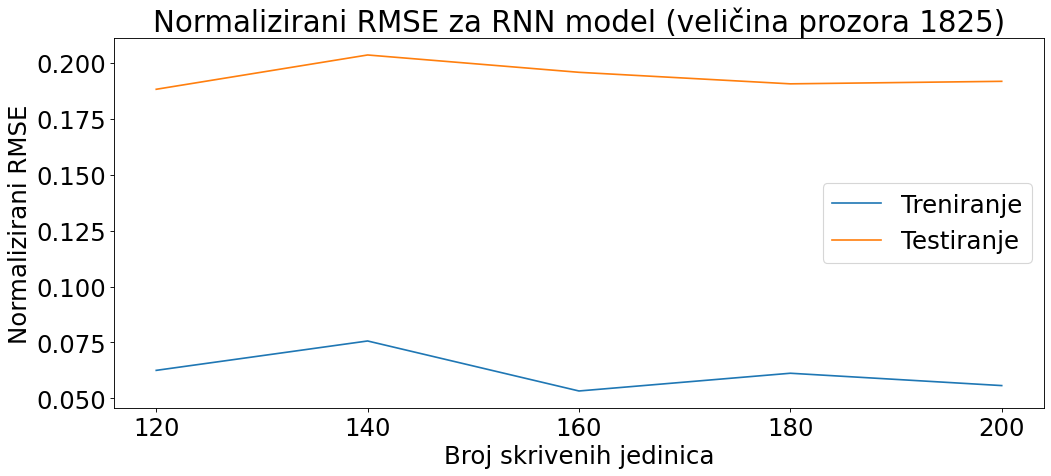 Normalizirani RMSE za RNN model (veličina prozora 1825)
Normalizirani RMSE
0.200
0.175
0.150
0.125
0.100
0.075
0.050
Treniranje
Testiranje
120 140 160 180 200
Broj skrivenih jedinica